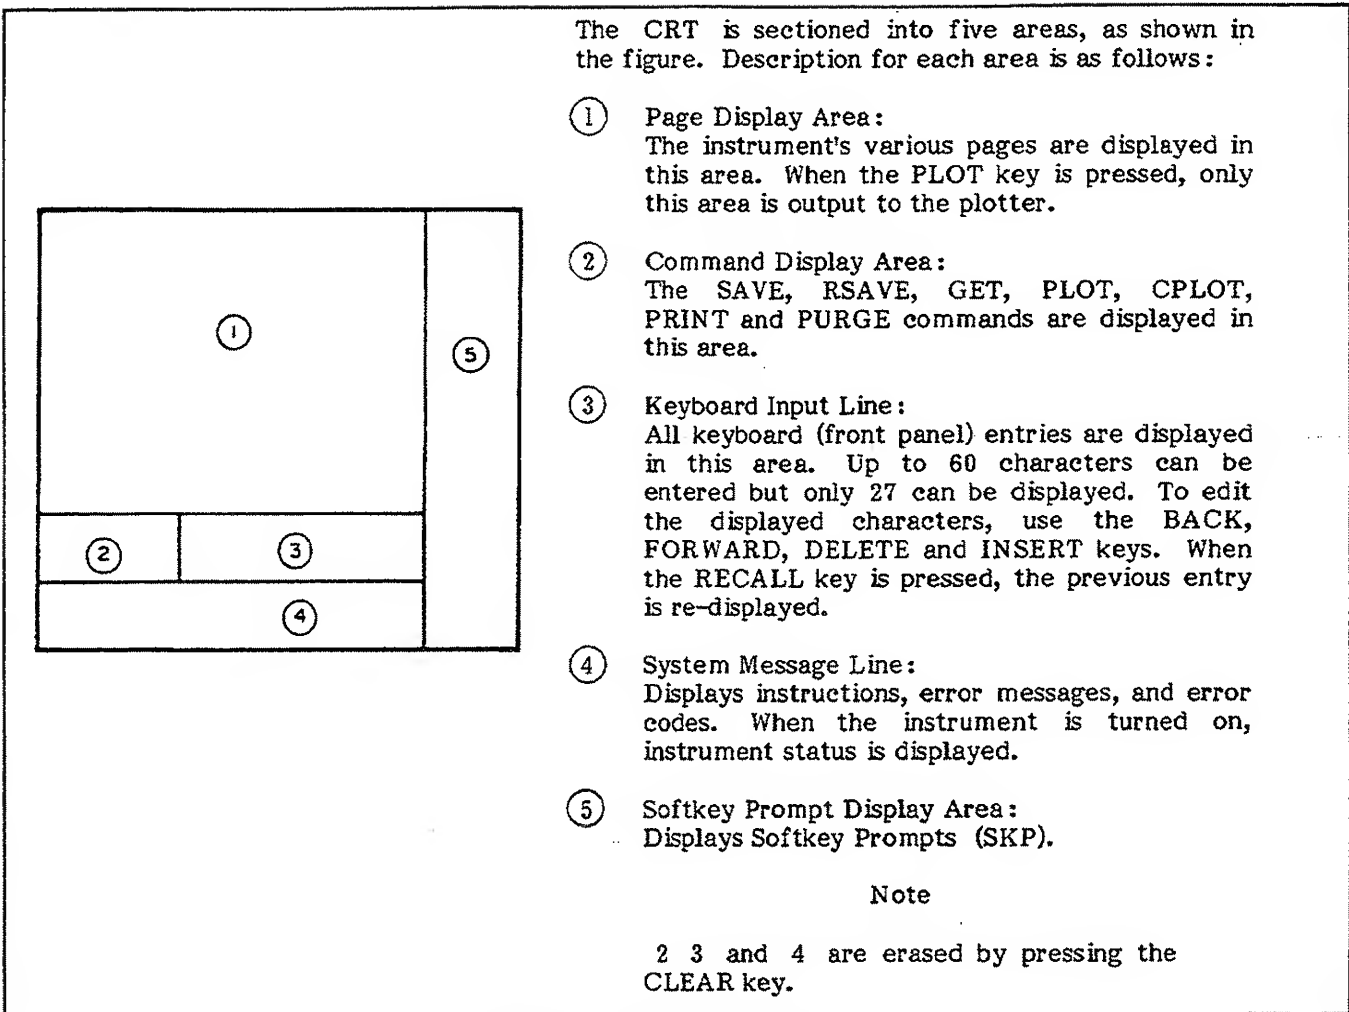 The CRT is sectioned into five areas, as shown in
the figure. Description for each area is as follows:
1 Page Display Area:
The instrument's various pages are displayed in
this area. When the PLOT key is pressed, only
this area is output to the plotter.
2 Command Display Area:
The SAVE, RSAVE, GET, PLOT, CPLOT,
PRINT and PURGE commands are displayed in
this area.
3 Keyboard Input Line:
All keyboard (front panel) entries are displayed
in this area. Up to 60 characters can be
entered but only 27 can be displayed. To edit
the displayed characters, use the BACK,
FORWARD, DELETE and INSERT keys. When
the RECALL key is pressed, the previous entry
is re-displayed.
4 System Message Line:
Displays instructions, error messages, and error
codes. When the instrument is turned on,
instrument status is displayed.
5 Softkey Prompt Display Area:
Displays Softkey Prompts (SKP).
Note
2 3 and 4 are erased by pressing the
CLEAR key.
1
5
2
3
4